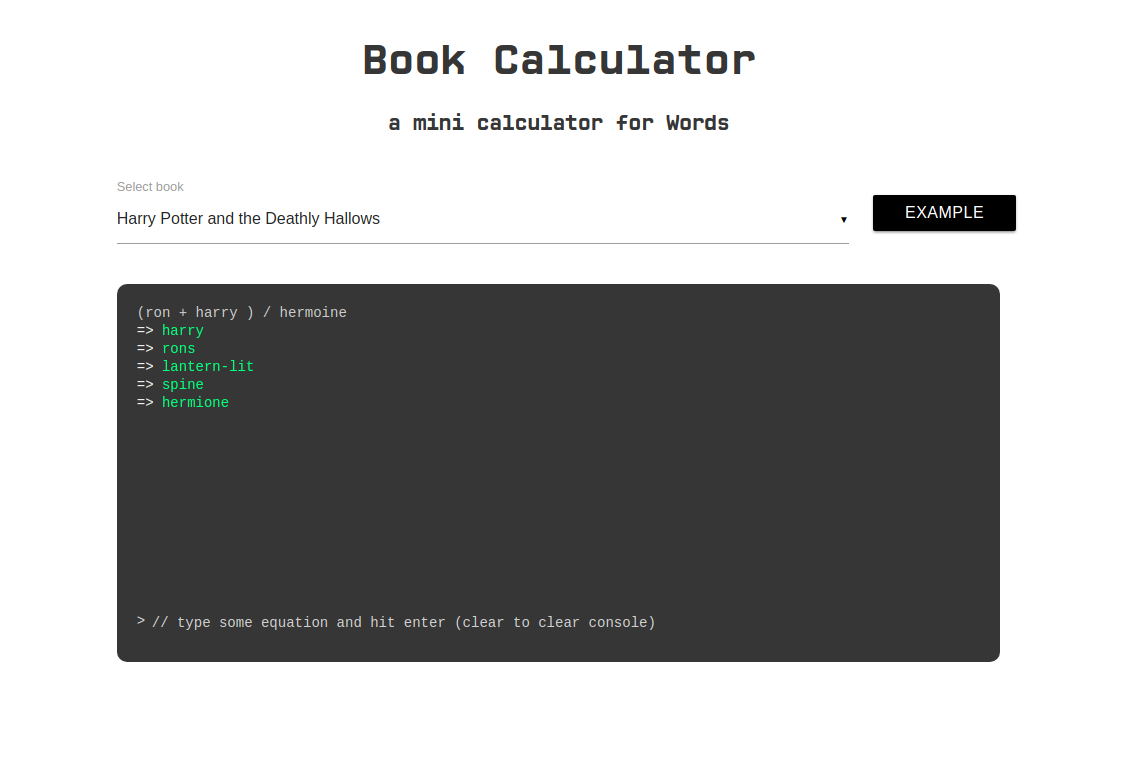 Book Calculator
a mini calculator for Words
Select book
Harry Potter and the Deathly Hallows ▼
EXAMPLE
(ron + harry ) / hermoine
=> harry
=> rons
=> lantern-lit
=> spine
=> hermione
> // type some equation and hit enter (clear to clear console)